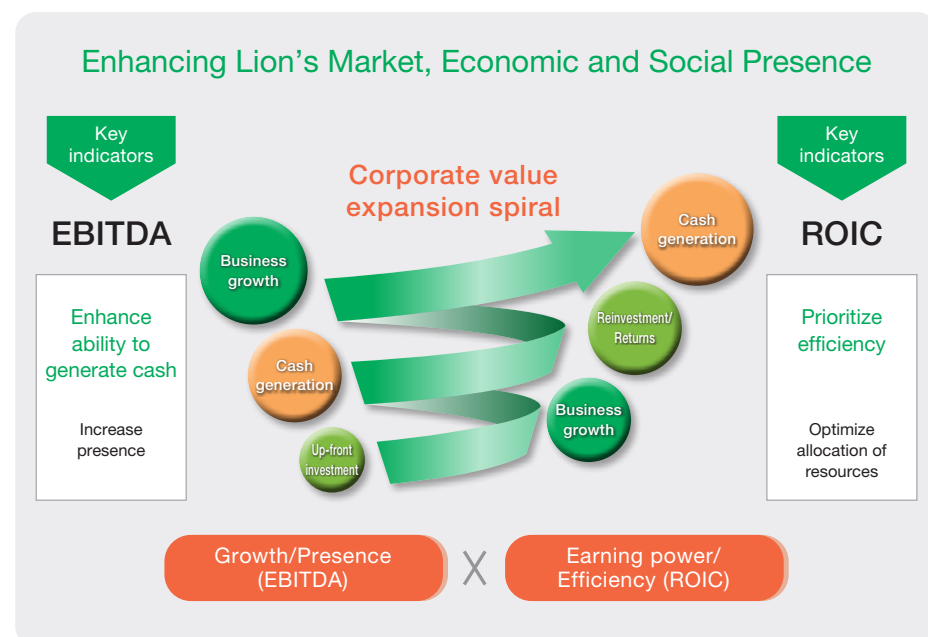 Enhancing Lion's Market, Economic and Social Presence
Key
indicators
EBITDA
Enhance
ability to
generate cash
Increase
presence
Corporate value
expansion spiral
Business
growth
Cash
generation
Up-front
investment
Cash
generation
Reinvestment/
Returns
Business
growth
Key
indicators
ROIC
Prioritize
efficiency
Optimize
allocation of
resources
Growth/Presence
(EBITDA)
X
Earning power/
Efficiency (ROIC)